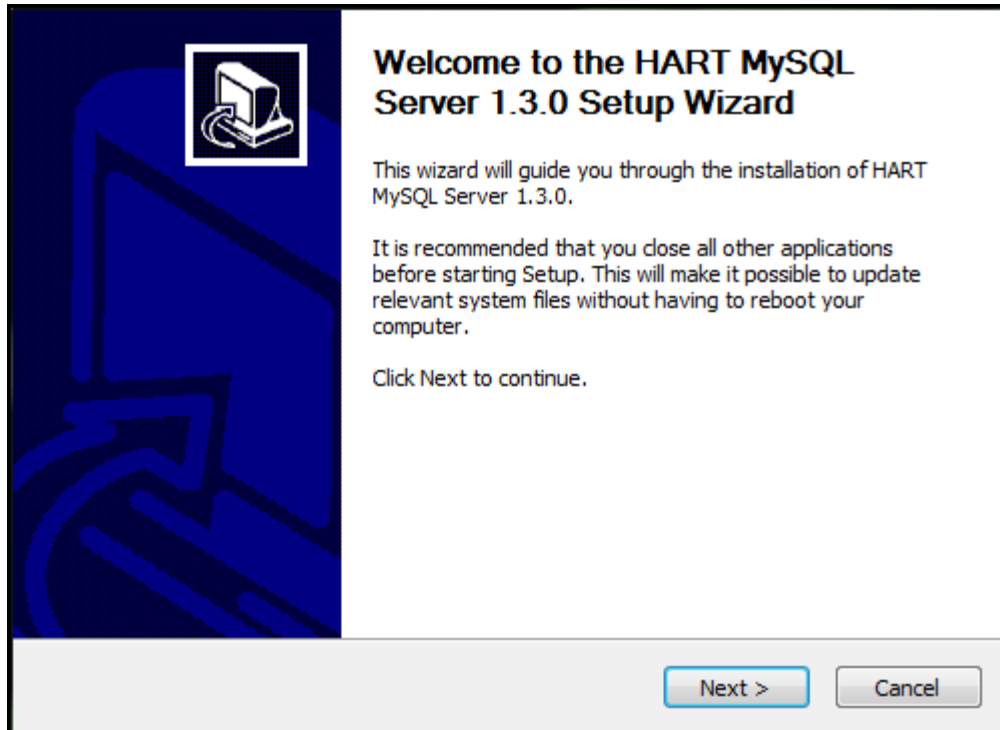 Welcome to the HART MySQL
Server 1.3.0 Setup Wizard
This wizard will guide you through the installation of HART
MySQL Server 1.3.0.
It is recommended that you close all other applications
before starting Setup. This will make it possible to update
relevant system files without having to reboot your
computer.
Click Next to continue.
Next >
Cancel